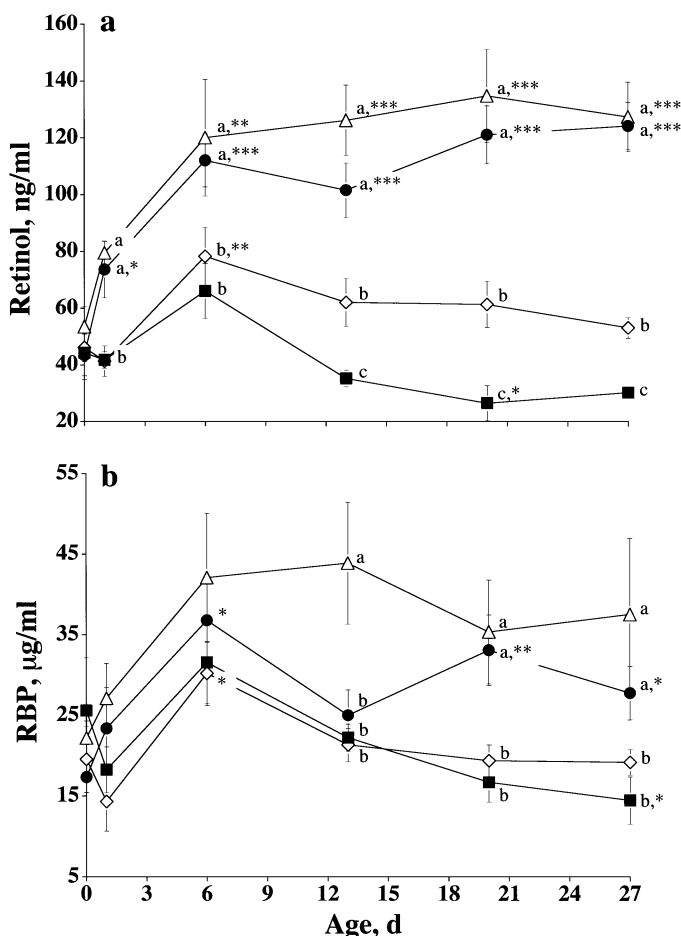 a
160
140
120
100
80
60
40
20
Retinol, ng/ml
a
a,*
b
a,**
a,***
b,**
b
a,***
a,***
b
c
a,***
a,***
b
c,*
a,***
a,***
b
c
b
55
45
35
25
15
5
RBP, µg/ml
*
*
a
b
b
b
a
a,**
b
b
a
a,*
b
b,*
0 3 6 9 12 15 18 21 24 27
Age, d